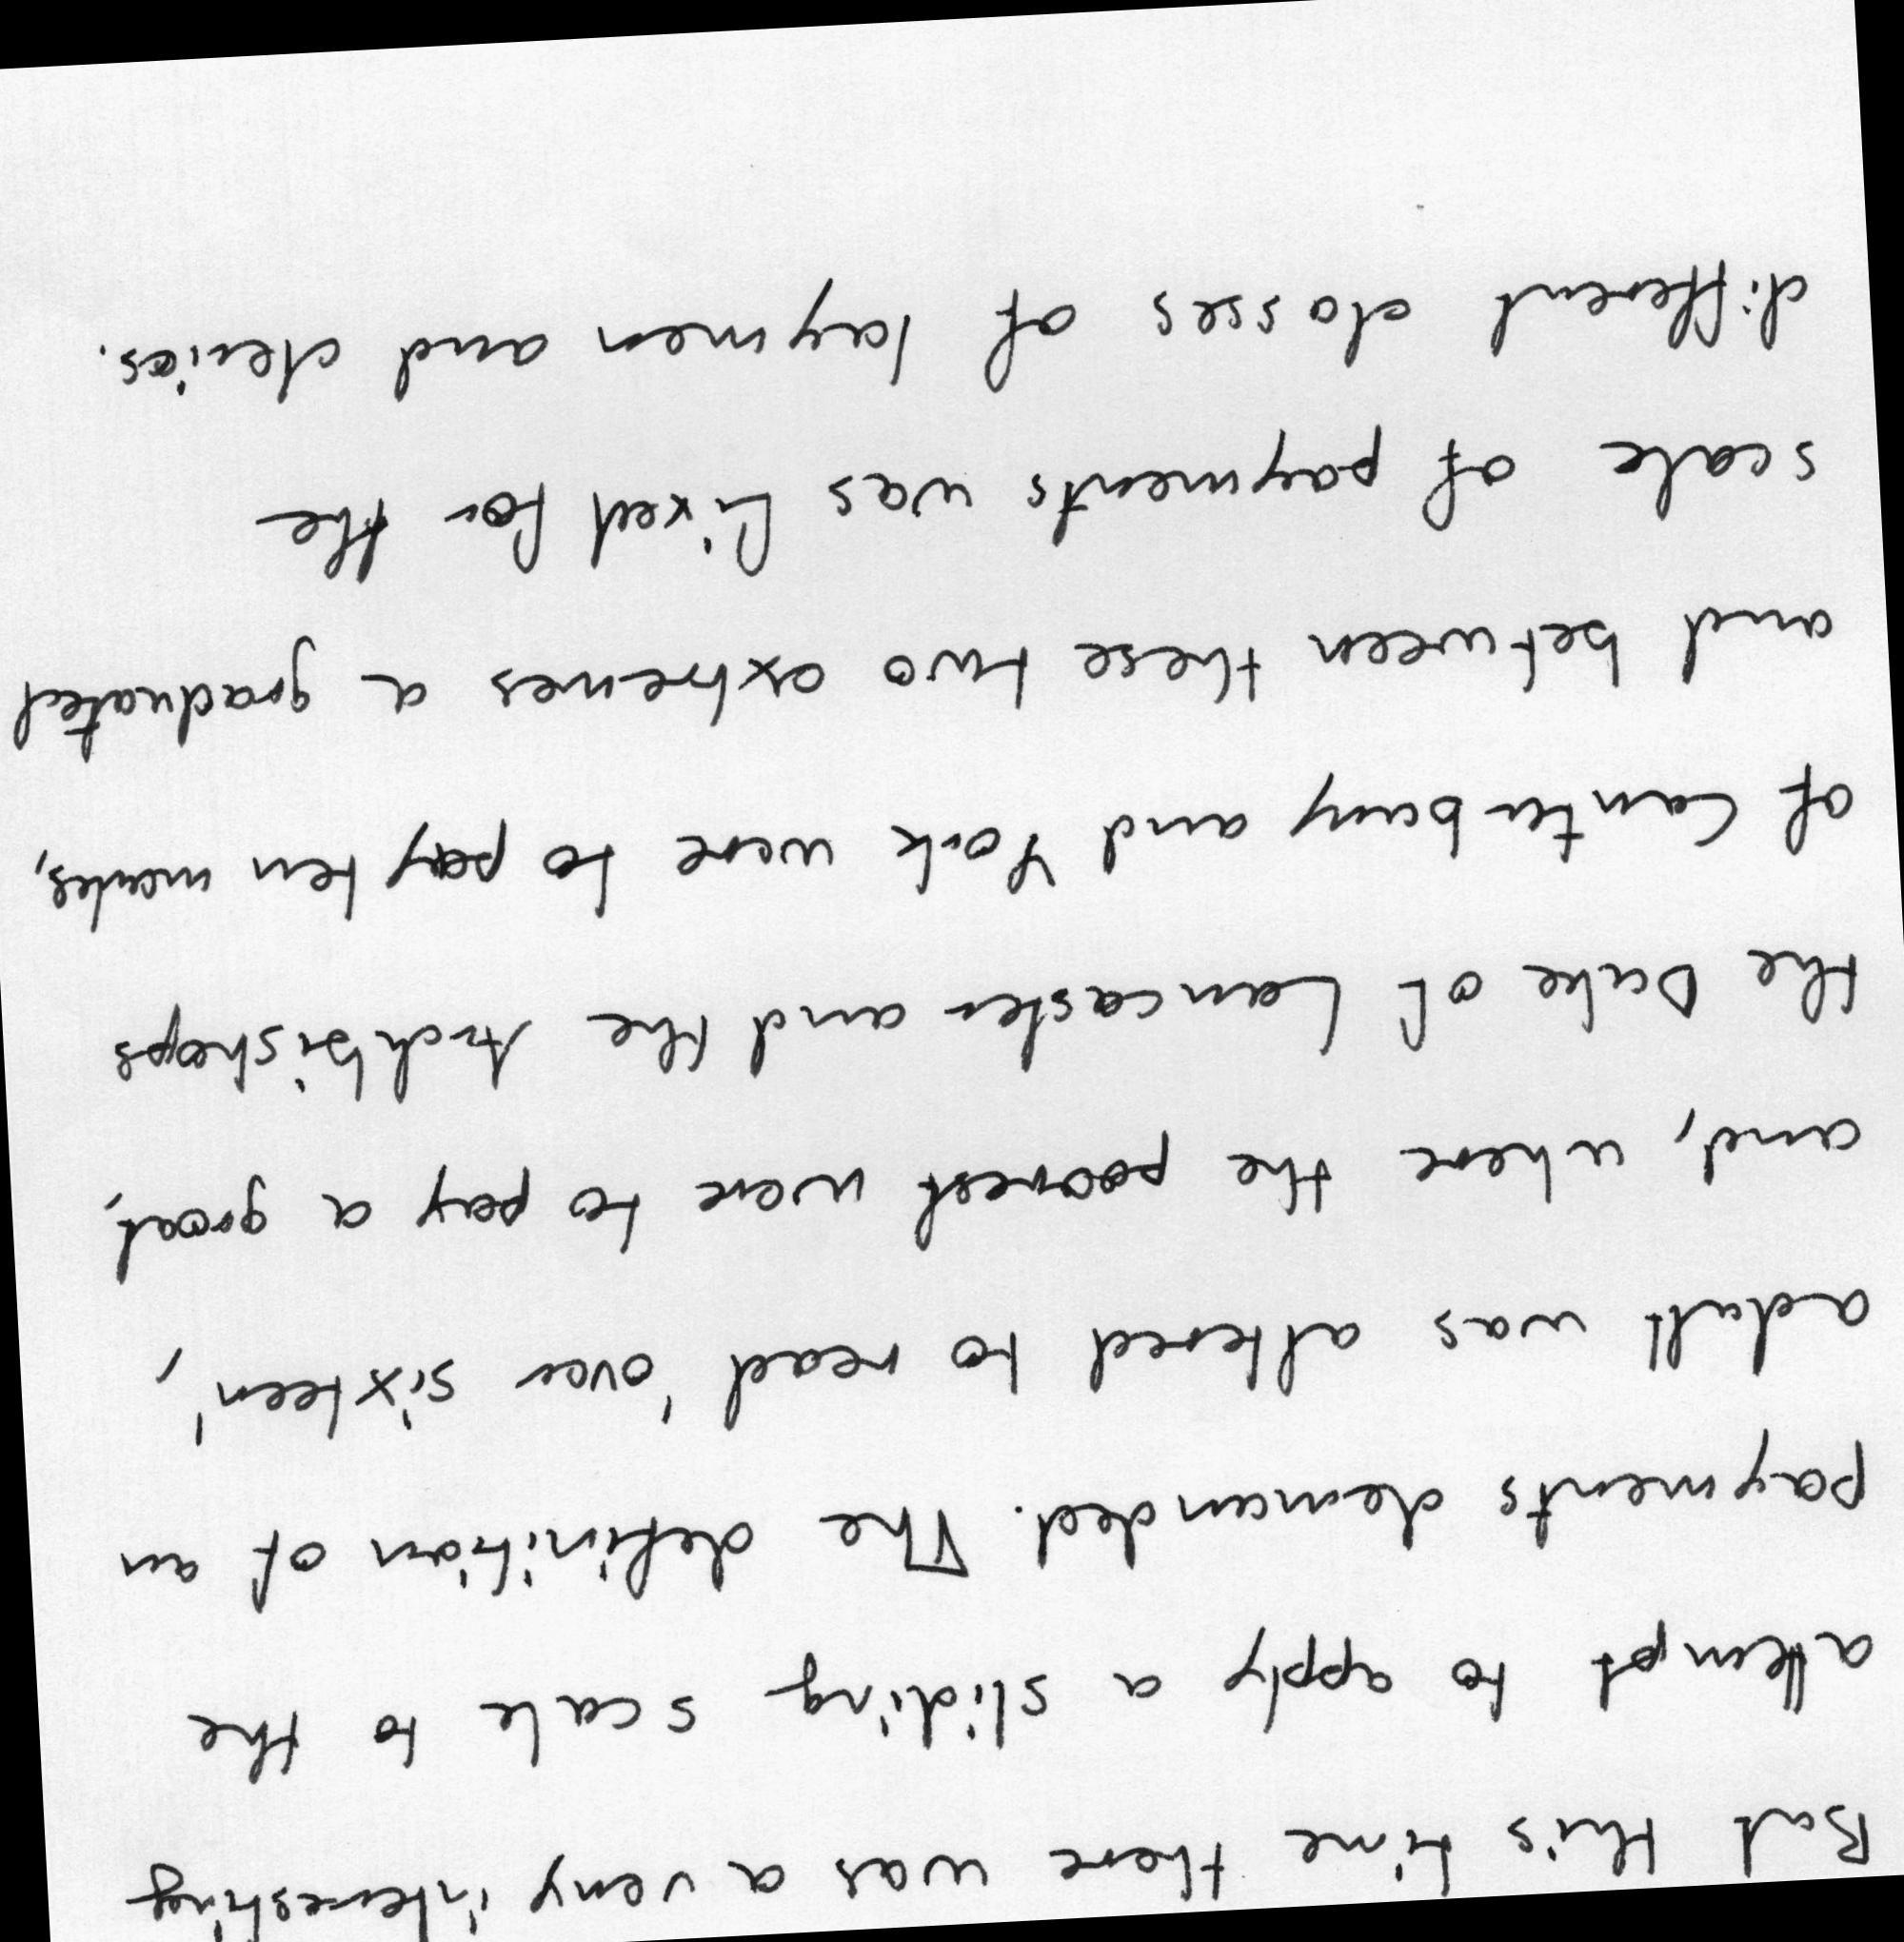 But this time there was a very interesting
attempt to apply a sliding scale to the
payments demanded. The definition of an
adult was altered to read 'over sixteen',
and, where the poorest were to pay a groat,
the Duke of Lancaster and the Archbishops
of Canterbury and York were to pay ten marks,
and between these two extremes a graduated
scale of payments was fixed for the
different classes of laymen and clerics.